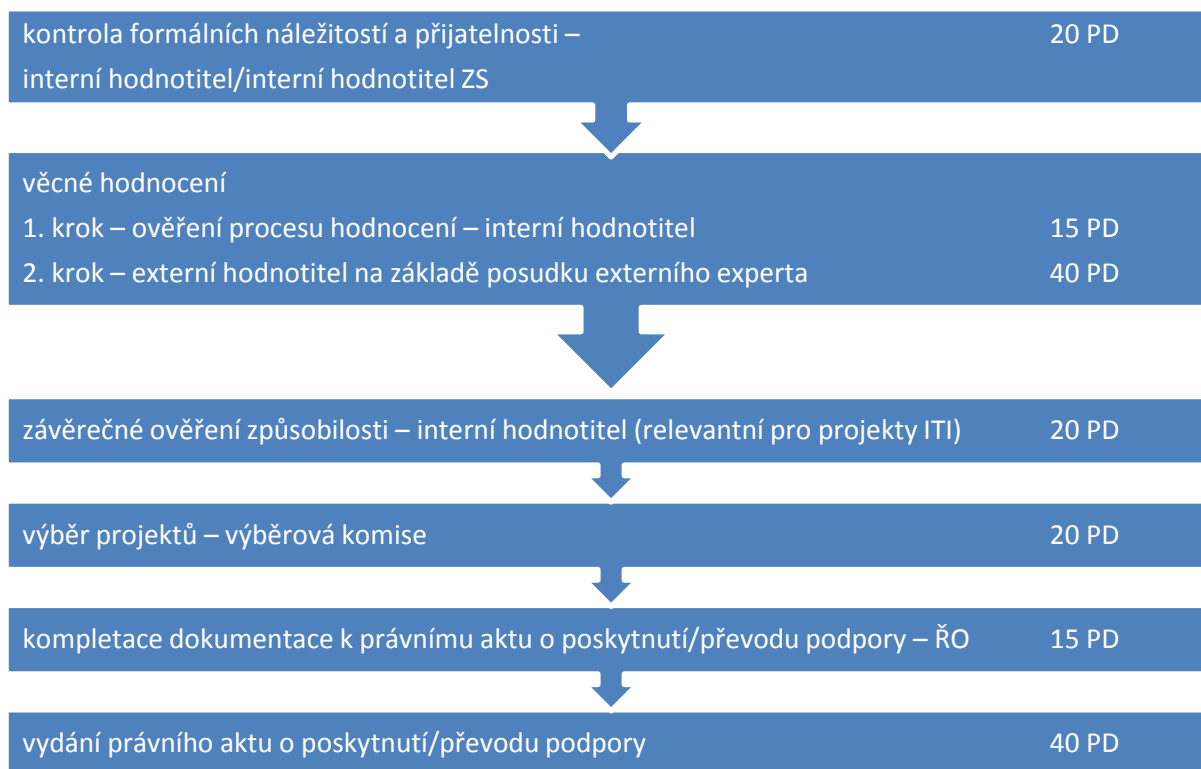 kontrola formálních náležitostí a přijatelnosti – 20 PD
interní hodnotitel/interní hodnotitel ZS
věcné hodnocení
1. krok – ověření procesu hodnocení – interní hodnotitel 15 PD
2. krok – externí hodnotitel na základě posudku externího experta 40 PD
závěrečné ověření způsobilosti – interní hodnotitel (relevantní pro projekty ITI) 20 PD
výběr projektů – výběrová komise 20 PD
kompletace dokumentace k právnímu aktu o poskytnutí/převodu podpory – ŘO 15 PD
vydání právního aktu o poskytnutí/převodu podpory 40 PD